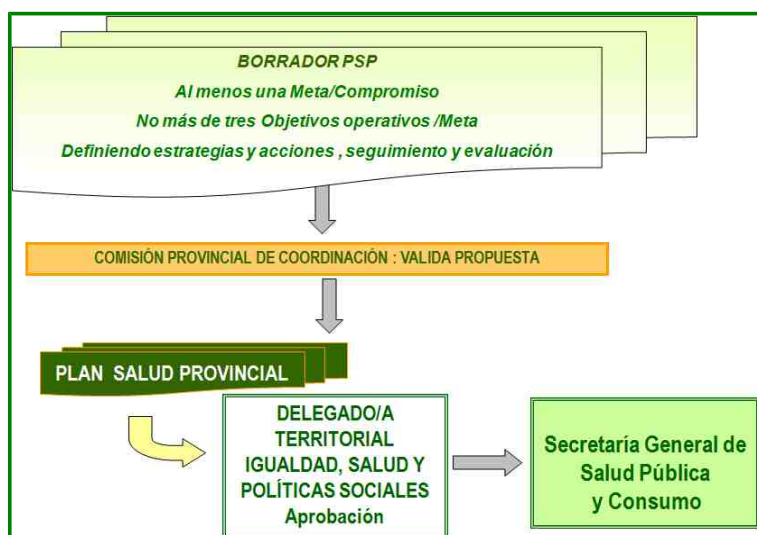 BORRADOR PSP
Al menos una Meta/Compromiso
No más de tres Objetivos operativos /Meta
Definiendo estrategias y acciones , seguimiento y evaluación
COMISIÓN PROVINCIAL DE COORDINACIÓN : VALIDA PROPUESTA
PLAN SALUD PROVINCIAL
DELEGADO/A
TERRITORIAL
IGUALDAD, SALUD Y
POLÍTICAS SOCIALES
Aprobación
Secretaría General de
Salud Pública
y Consumo